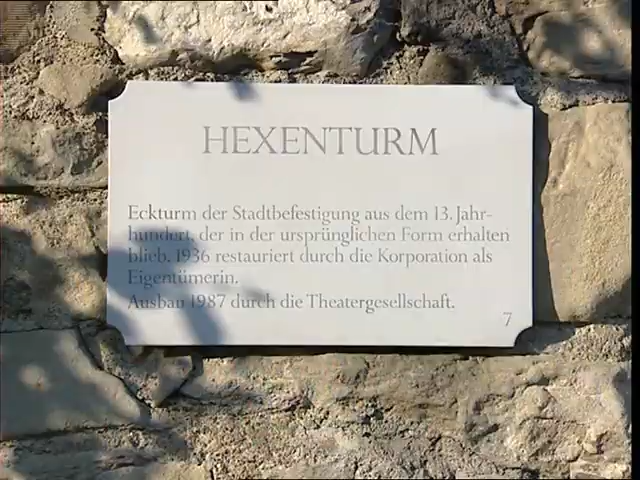 HEXENTURM
Eckturm der Stadtbefestigung aus dem 13. Jahr-
hundert, der in der ursprünglichen Form erhalten
blieb. 1936 restauriert durch die Korporation als
Eigentümerin.
Ausbau 1987 durch die Theatergesellschaft.
7